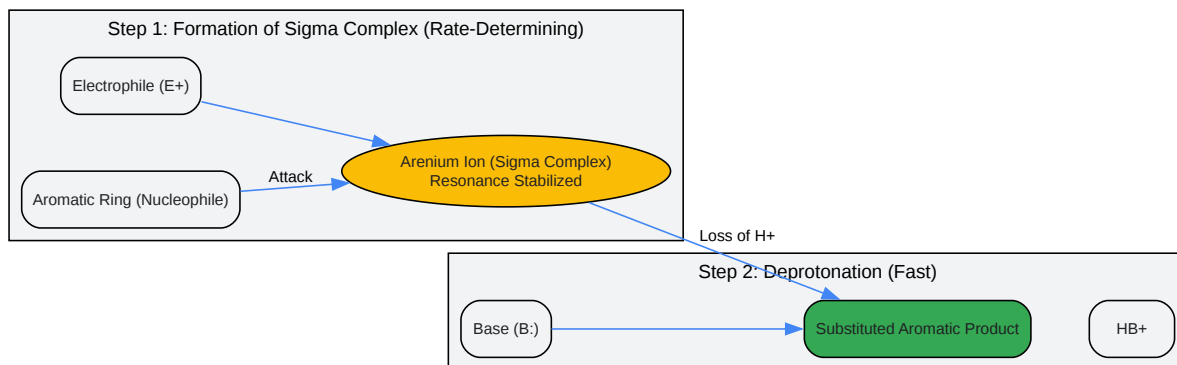 Step 1: Formation of Sigma Complex (Rate-Determining)
Electrophile (E+)
Aromatic Ring (Nucleophile)
Attack
Arenium Ion (Sigma Complex)
Resonance Stabilized
Loss of H+
Step 2: Deprotonation (Fast)
Base (B:)
Substituted Aromatic Product
HB+